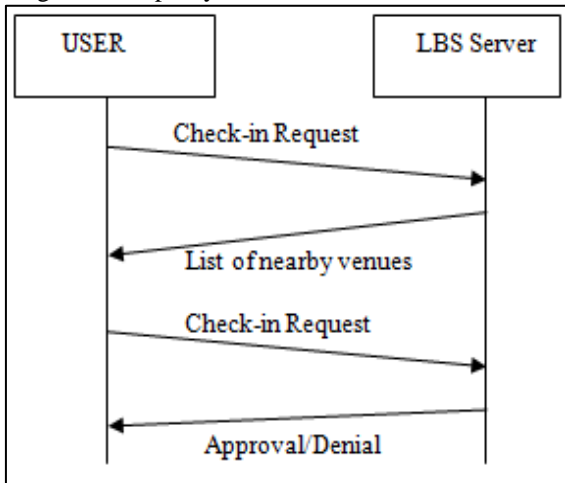 USER
LBS Server
Check-in Request
List of nearby venues
Check-in Request
Approval/Denial